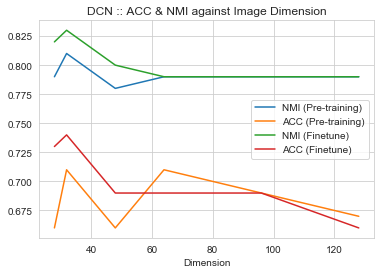 DCN :: ACC & NMI against Image Dimension
0.825
0.800
0.775
0.750
0.725
0.700
0.675
NMI (Pre-training)
ACC (Pre-training)
NMI (Finetune)
ACC (Finetune)
40 60 80 100 120
Dimension